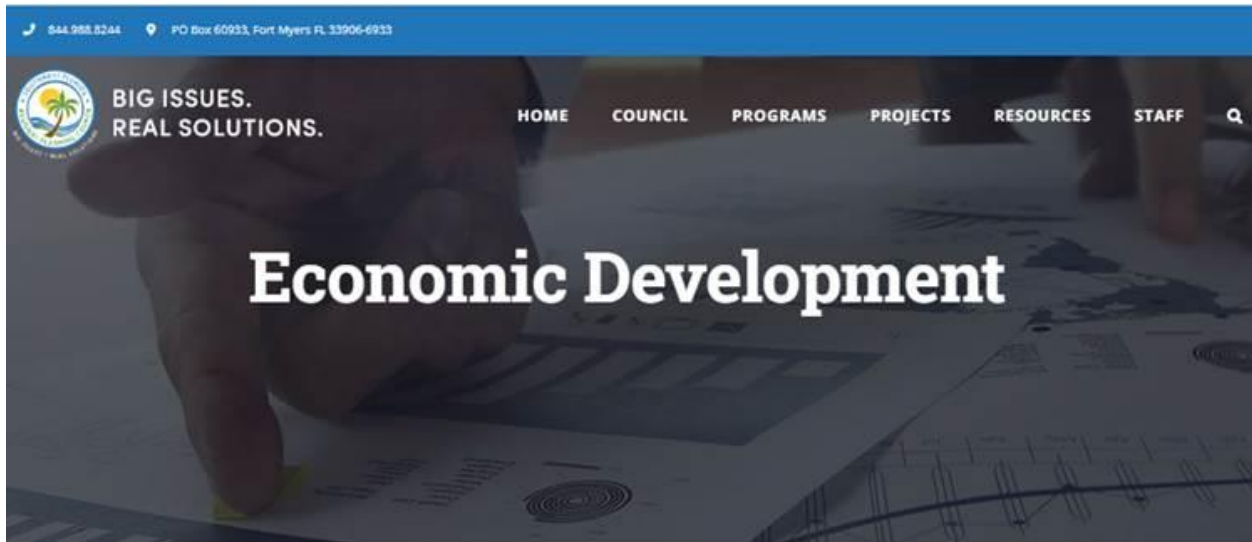 844.988.8244 PO Box 60933, Fort Myers FL 33906-6933
BIG ISSUES.
REAL SOLUTIONS.
HOME COUNCIL PROGRAMS PROJECTS RESOURCES STAFF
Economic Development